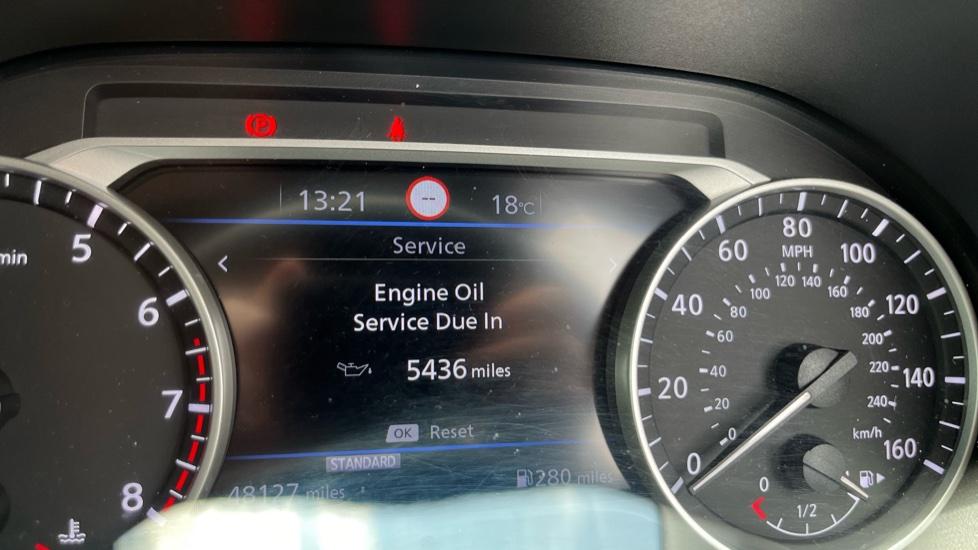 13:21 -- 18°C
Service
Engine Oil
Service Due In
5436 miles
OK Reset
STANDARD
48127 miles 280 miles
min
5
6
7
8
P
MPH
0 20 40 60 80 100 120 140 160
0 20 40 60 80 100 120 140 160 180 200 220 240
km/h
0 1/2